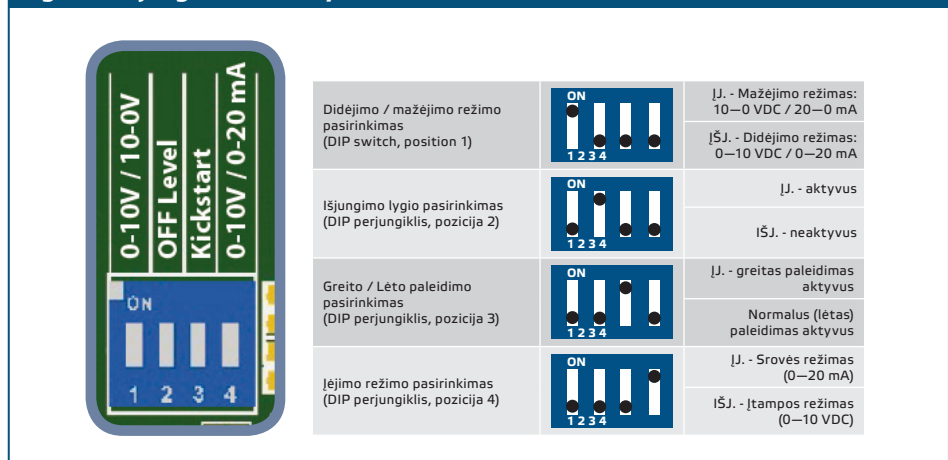 0-10V / 10-0V
OFF Level
Kickstart
0-10V / 0-20 mA
ON
1 2 3 4
Didėjimo / mažėjimo režimo
pasirinkimas
(DIP switch, position 1)
ON
1 2 3 4
ĮJ. - Mažėjimo režimas:
10—0 VDC / 20—0 mA
ĮŠJ. - Didėjimo režimas:
0—10 VDC / 0—20 mA
Išjungimo lygio pasirinkimas
(DIP perjungiklis, pozicija 2)
ON
1 2 3 4
ĮJ. - aktyvus
IŠJ. - neaktyvus
Greito / Lėto paleidimo
pasirinkimas
(DIP perjungiklis, pozicija 3)
ON
1 2 3 4
ĮJ. - greitas paleidimas
aktyvus
Normalus (lėtas)
paleidimas aktyvus
Įėjimo režimo pasirinkimas
(DIP perjungiklis, pozicija 4)
ON
1 2 3 4
ĮJ. - Srovės režimas
(0—20 mA)
IŠJ. - Įtampos režimas
(0—10 VDC)